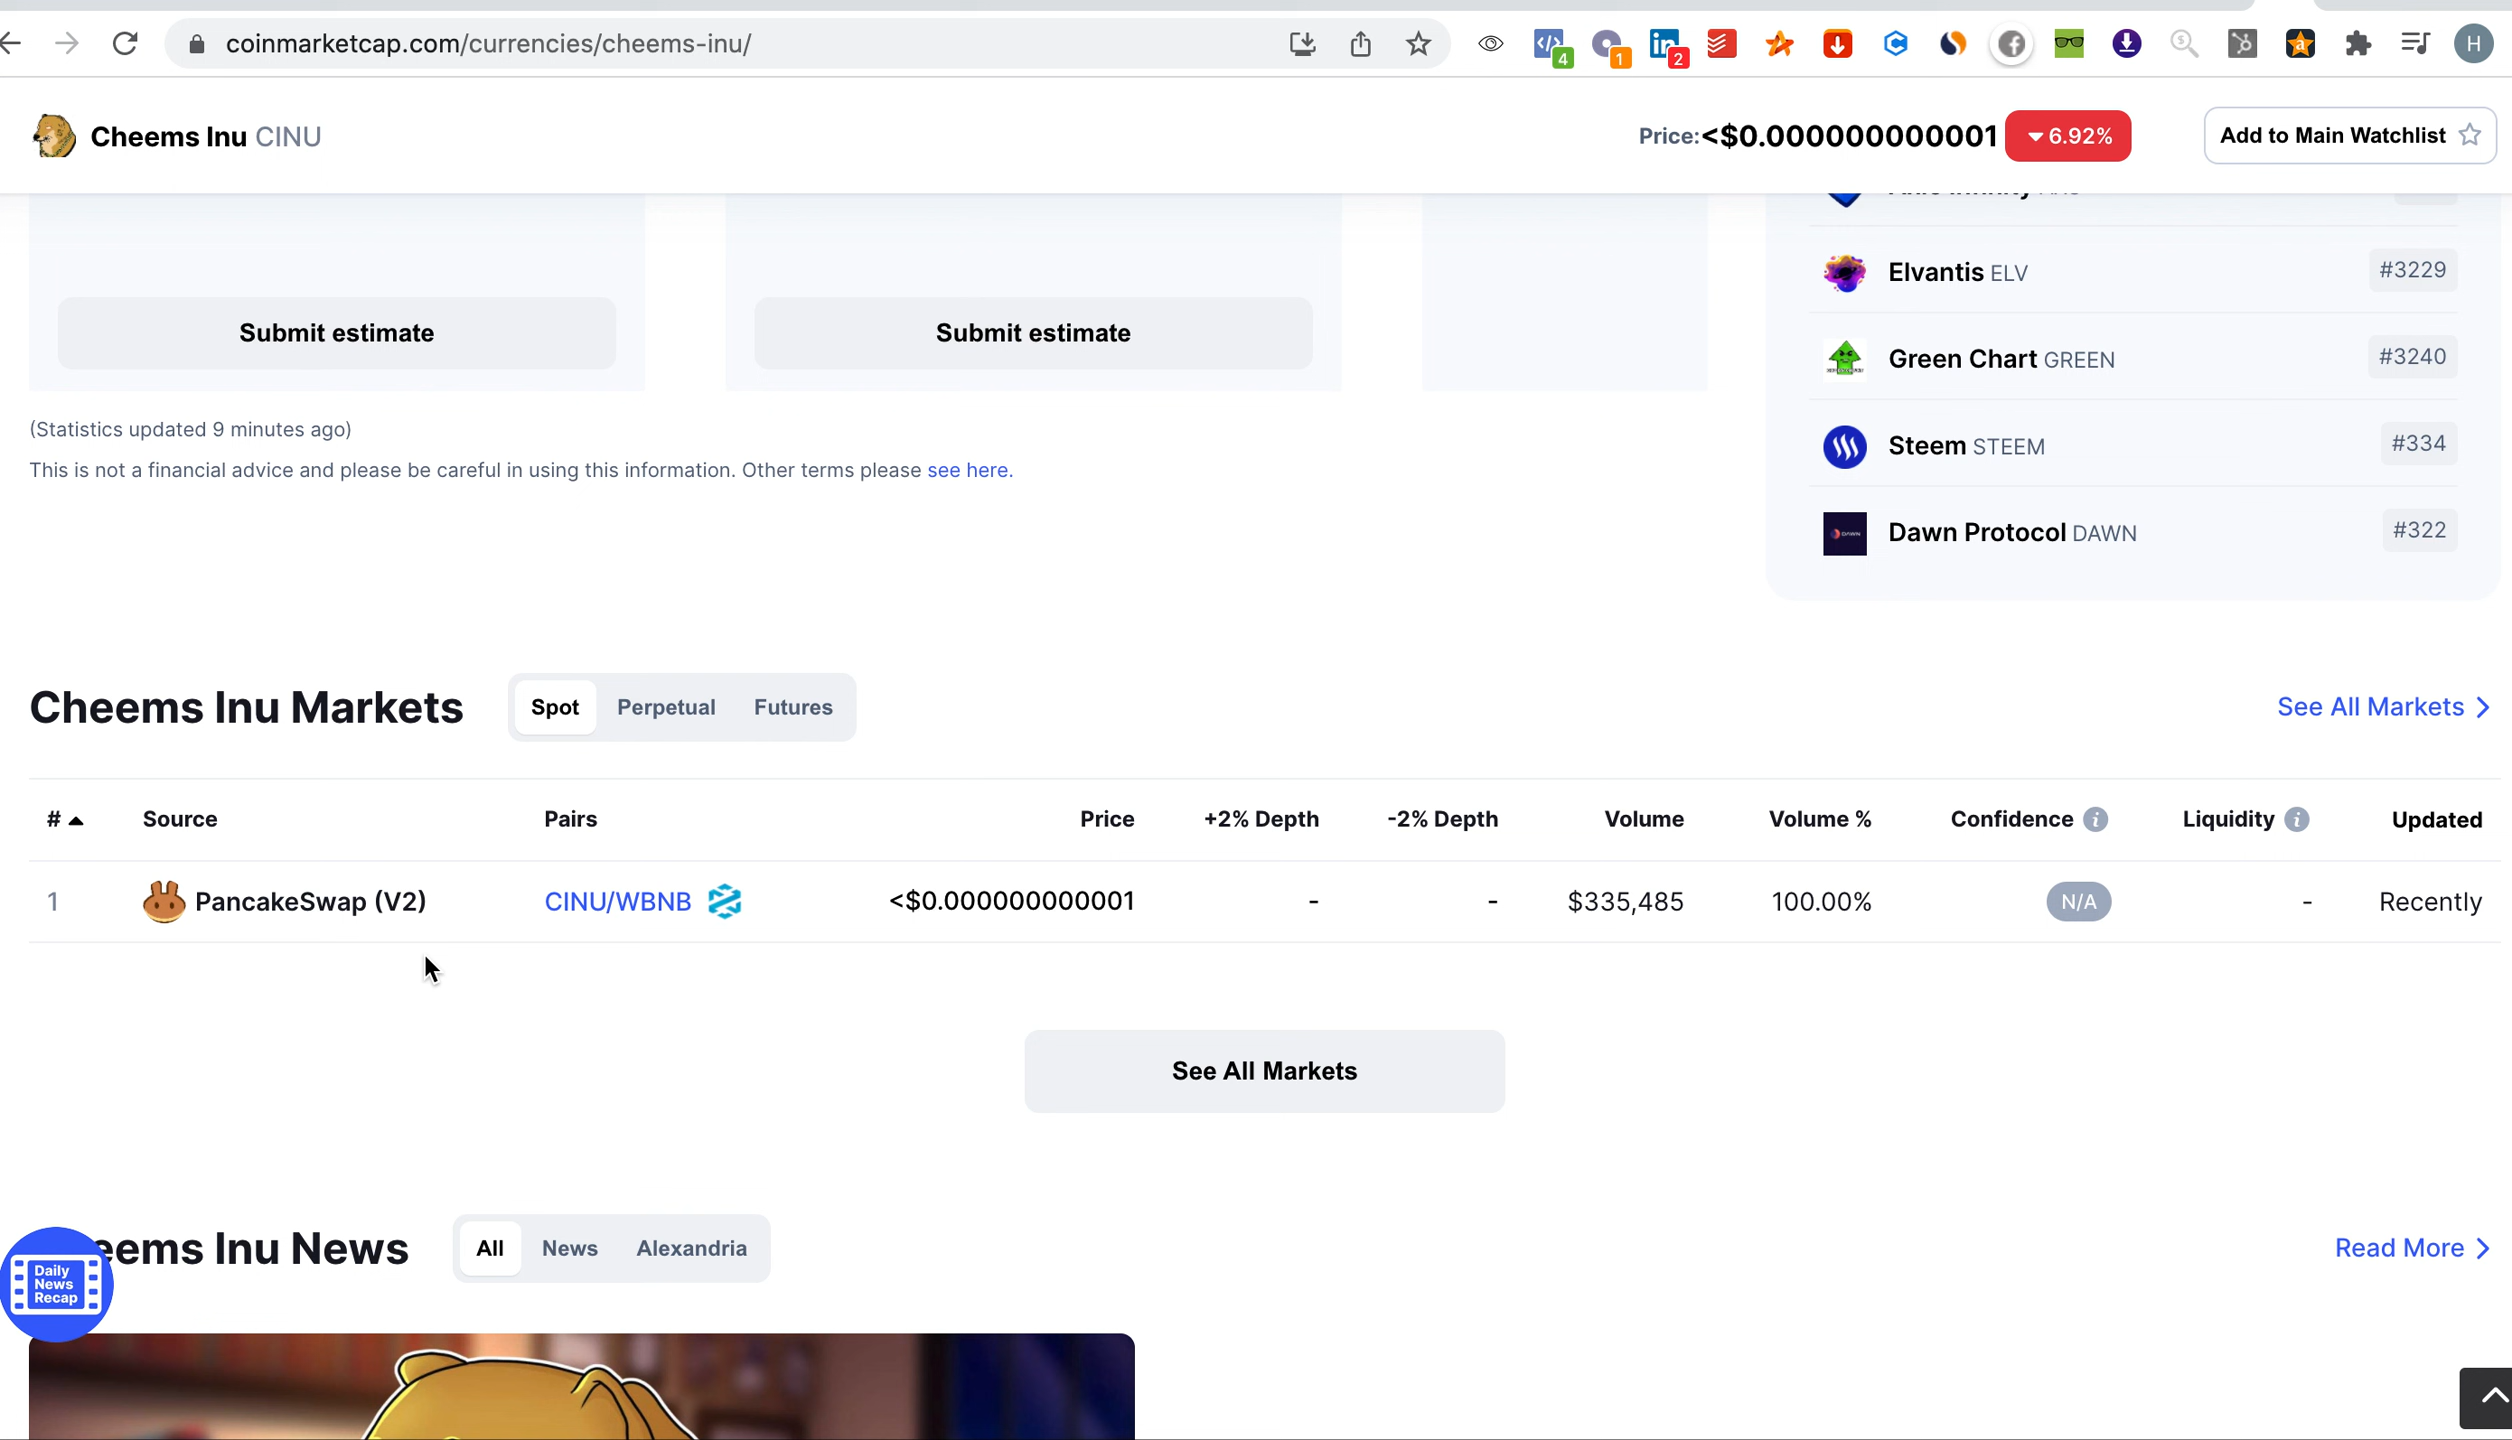 coinmarketcap.com/currencies/cheems-inu/
4
1
in
2
a
H
Cheems Inu CINU
Price:<$0.000000000001
6.92%
Add to Main Watchlist
Elvantis ELV
#3229
Submit estimate
Submit estimate
Green Chart GREEN
#3240
(Statistics updated 9 minutes ago)
Steem STEEM
#334
This is not a financial advice and please be careful in using this information. Other terms please see here.
Dawn Protocol DAWN
#322
Cheems Inu Markets
Spot
Perpetual
Futures
See All Markets
# Source Pairs Price +2% Depth -2% Depth Volume Volume % Confidence Liquidity Updated
1 PancakeSwap (V2) CINU/WBNB <$0.000000000001 - - $335,485 100.00% N/A - Recently
See All Markets
eems Inu News
All
News
Alexandria
Read More
Daily
News
Recap